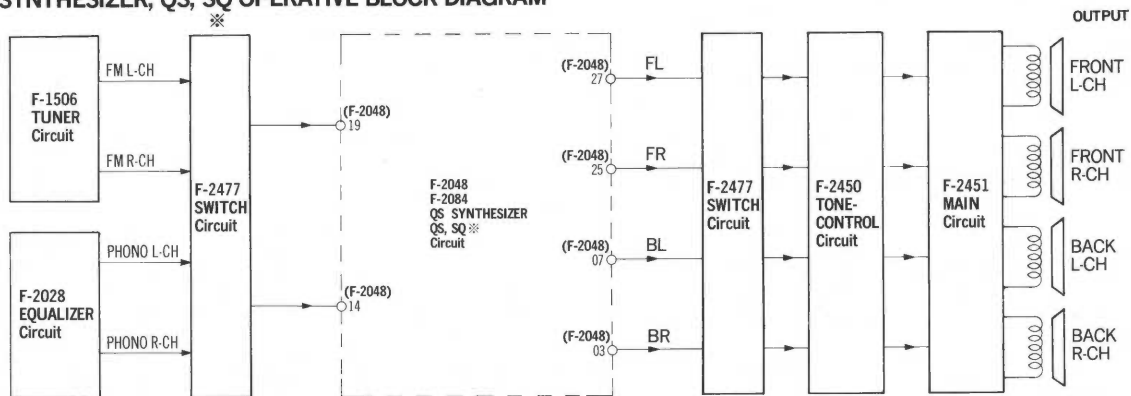 SYNTHESIZER, QS, SQ OPERATIVE BLOCK DIAGRAM
※
OUTPUT
F-1506
TUNER
Circuit
FM L-CH
FM R-CH
F-2028
EQUALIZER
Circuit
PHONO L-CH
PHONO R-CH
F-2477
SWITCH
Circuit
(F-2048)
19
(F-2048)
14
F-2048
F-2084
QS SYNTHESIZER
QS, SQ※
Circuit
(F-2048)
27
FL
(F-2048)
25
FR
(F-2048)
07
BL
(F-2048)
03
BR
F-2477
SWITCH
Circuit
F-2450
TONE-
CONTROL
Circuit
F-2451
MAIN
Circuit
FRONT
L-CH
FRONT
R-CH
BACK
L-CH
BACK
R-CH